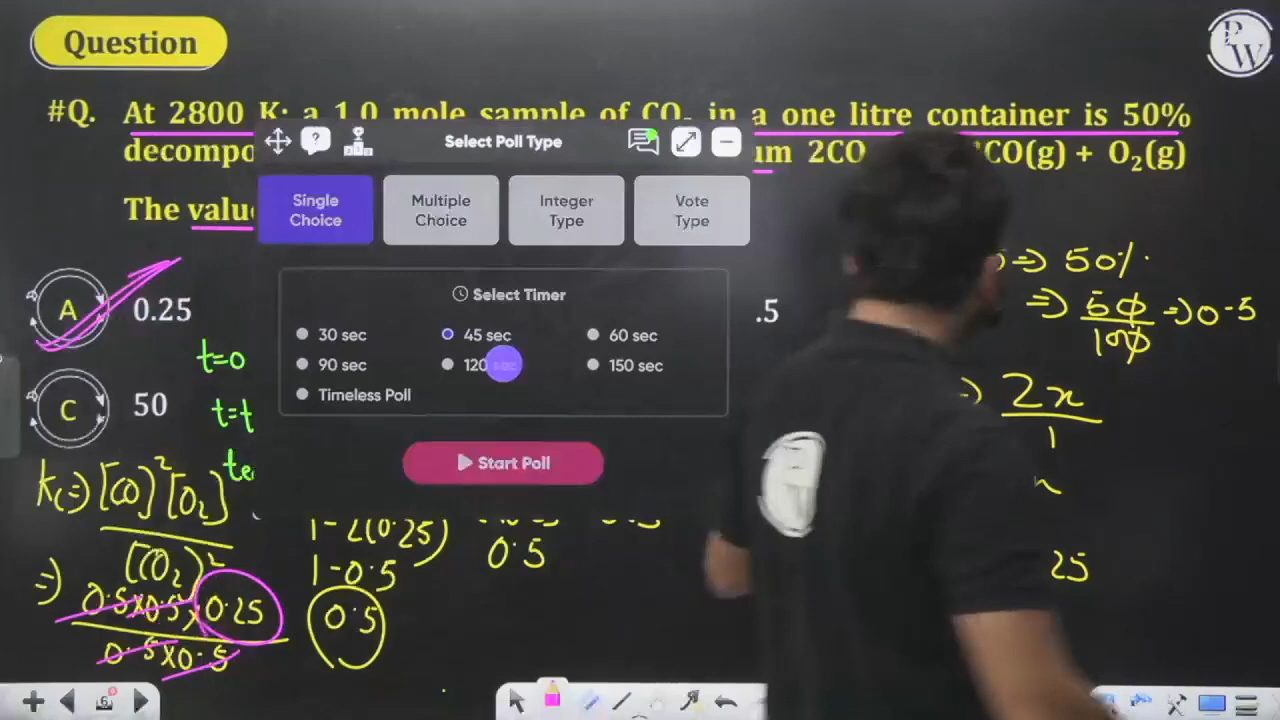 Question
PW
#Q. At 2800 K; a 1.0 mole sample of CO₂ in a one litre container is 50%
2CO CO(g) + O₂(g)
The
Select Poll Type
Single Choice
Multiple Choice
Integer Type
Vote Type
Select Timer
30 sec
45 sec
60 sec
90 sec
120 sec
150 sec
Timeless Poll
Start Poll
A 0.25
.5
C 50
t=0
t=t
⇒ 50%
⇒ 50/100 ⇒ 0.5
2x
1
25
Kc ⇒ [CO]² [O₂]
[CO₂]²
⇒ 0.5×0.5×0.25
0.5×0.5
1-2(0.25)
1-0.5
0.5
0.5
6